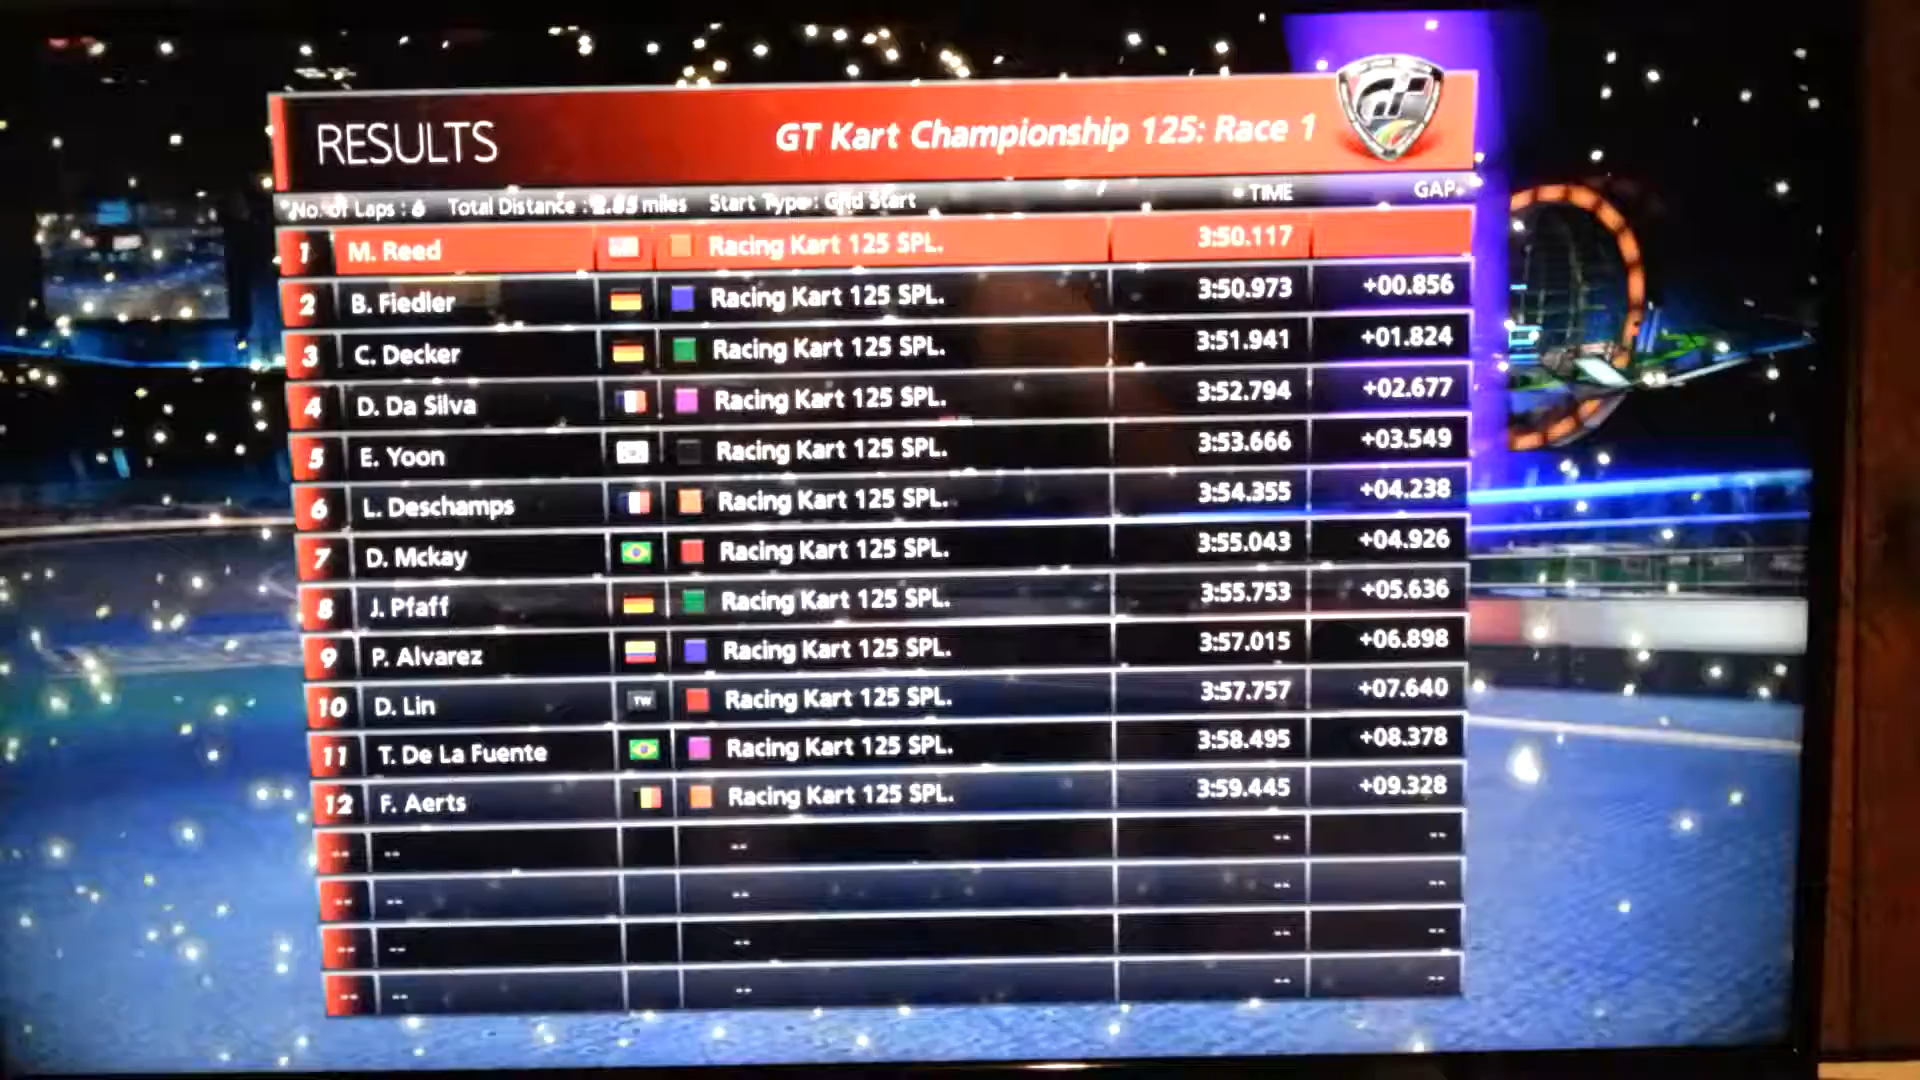 RESULTS GT Kart Championship 125: Race 1
No. of Laps : 6 Total Distance : 2.85 miles Start Type : Grid Start TIME GAP
1 M. Reed Racing Kart 125 SPL. 3:50.117
2 B. Fiedler Racing Kart 125 SPL. 3:50.973 +00.856
3 C. Decker Racing Kart 125 SPL. 3:51.941 +01.824
4 D. Da Silva Racing Kart 125 SPL. 3:52.794 +02.677
5 E. Yoon Racing Kart 125 SPL. 3:53.666 +03.549
6 L. Deschamps Racing Kart 125 SPL. 3:54.355 +04.238
7 D. Mckay Racing Kart 125 SPL. 3:55.043 +04.926
8 J. Pfaff Racing Kart 125 SPL. 3:55.753 +05.636
9 P. Alvarez Racing Kart 125 SPL. 3:57.015 +06.898
10 D. Lin TW Racing Kart 125 SPL. 3:57.757 +07.640
11 T. De La Fuente Racing Kart 125 SPL. 3:58.495 +08.378
12 F. Aerts Racing Kart 125 SPL. 3:59.445 +09.328
-- -- -- -- --
-- -- -- -- --
-- -- -- -- --
-- -- -- -- --